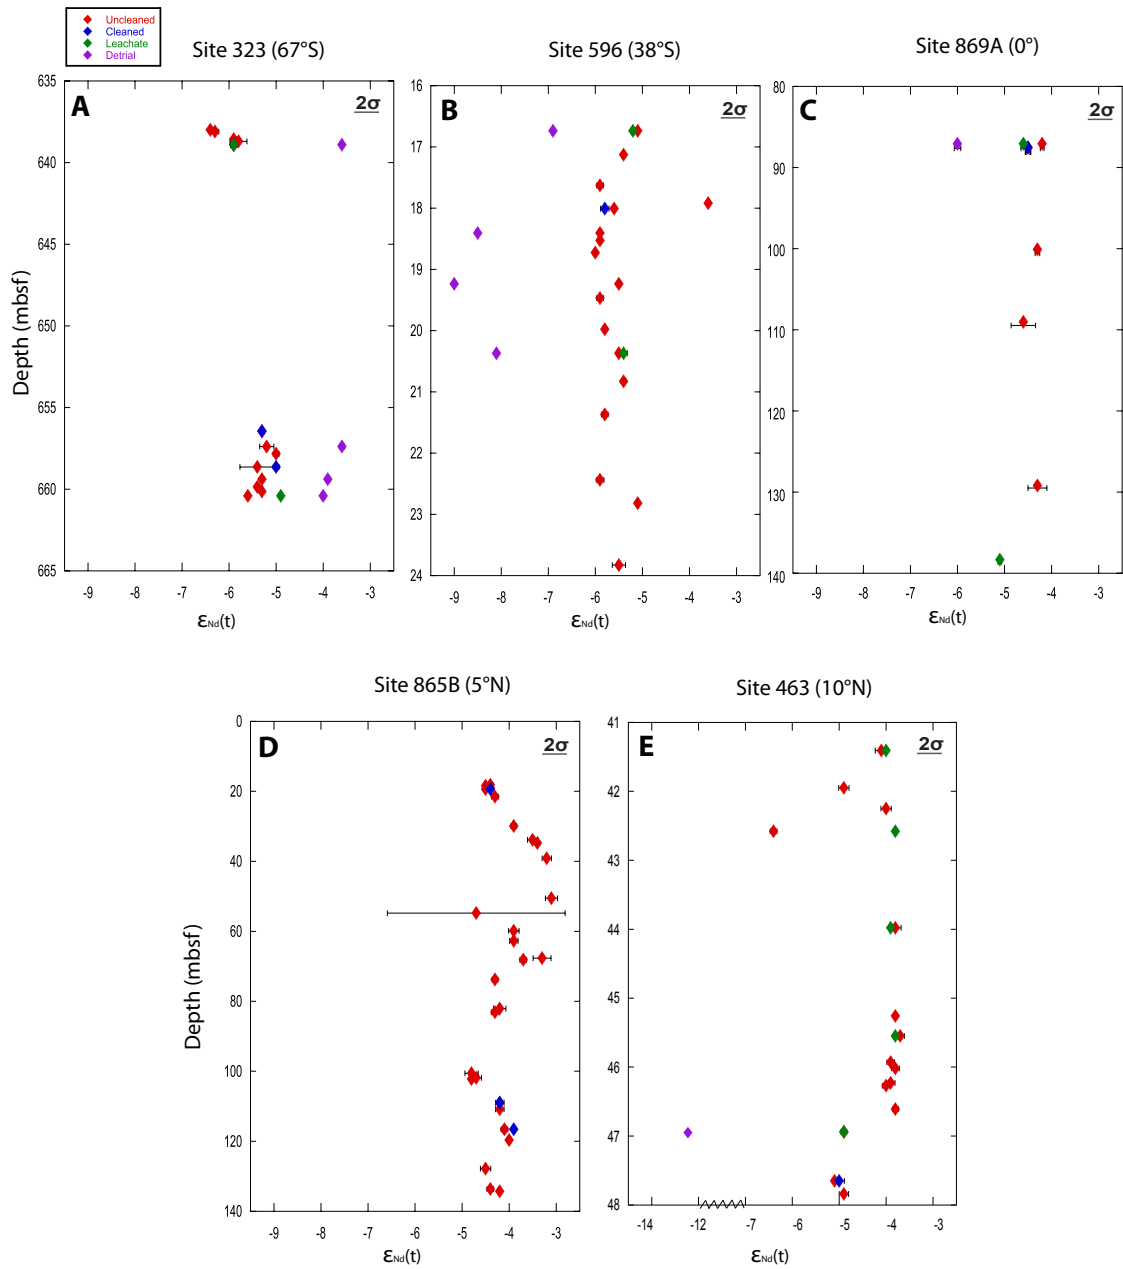 Uncleaned
Cleaned
Leachate
Detrial
Site 323 (67°S)
Site 596 (38°S)
Site 869A (0°)
A
2σ
635
640
645
650
655
660
665
Depth (mbsf)
-9 -8 -7 -6 -5 -4 -3
εNd(t)
B
2σ
16
17
18
19
20
21
22
23
24
-9 -8 -7 -6 -5 -4 -3
εNd(t)
C
2σ
80
90
100
110
120
130
140
-9 -8 -7 -6 -5 -4 -3
εNd(t)
Site 865B (5°N)
Site 463 (10°N)
D
2σ
0
20
40
60
80
100
120
140
Depth (mbsf)
-9 -8 -7 -6 -5 -4 -3
εNd(t)
E
2σ
41
42
43
44
45
46
47
48
-14 -12 -7 -6 -5 -4 -3
εNd(t)